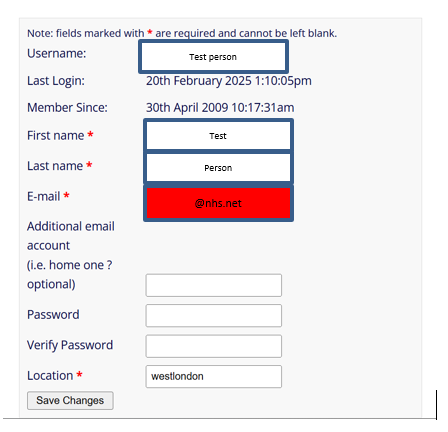 Note: fields marked with * are required and cannot be left blank.
Username: Test person
Last Login: 20th February 2025 1:10:05pm
Member Since: 30th April 2009 10:17:31am
First name * Test
Last name * Person
E-mail * @nhs.net
Additional email
account
(i.e. home one ?
optional)
Password
Verify Password
Location * westlondon
Save Changes